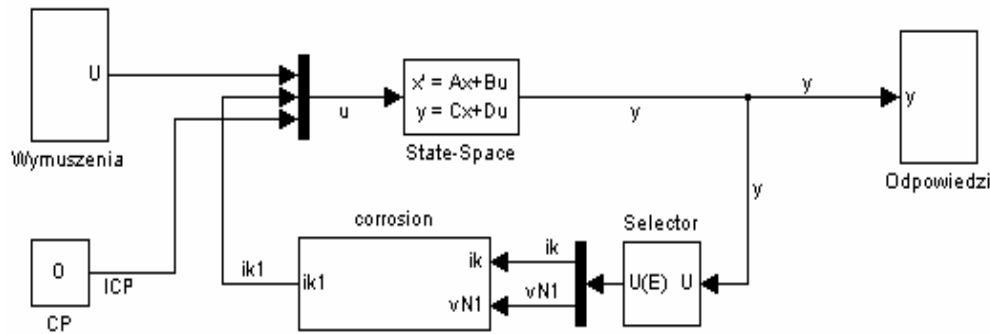 U
Wymuszenia
u
x' = Ax+Bu
y = Cx+Du
State-Space
y
y
y
Odpowiedzi
y
0
CP
ICP
ik1
corrosion
ik1
ik
vN1
ik
vN1
Selector
U(E) U